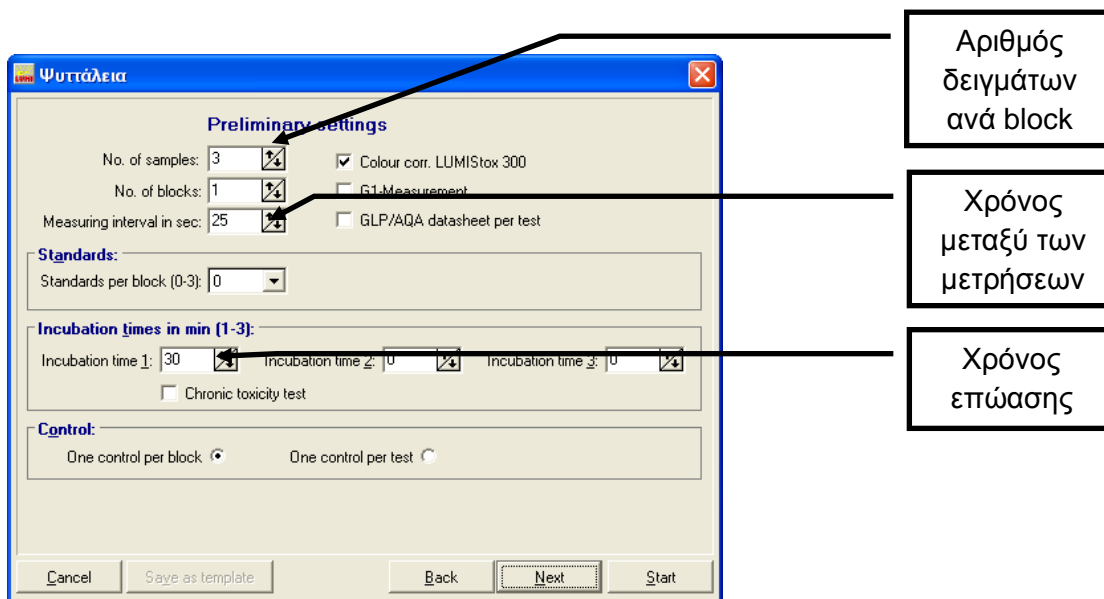 LUMI Ψυττάλεια
Preliminary settings
No. of samples: 3
Colour corr. LUMIStox 300
No. of blocks: 1
G1-Measurement
Measuring interval in sec: 25
GLP/AQA datasheet per test
Standards:
Standards per block (0-3): 0
Incubation times in min (1-3):
Incubation time 1: 30 Incubation time 2: 0 Incubation time 3: 0
Chronic toxicity test
Control:
One control per block One control per test
Cancel Save as template Back Next Start
Αριθμός
δειγμάτων
ανά block
Χρόνος
μεταξύ των
μετρήσεων
Χρόνος
επώασης